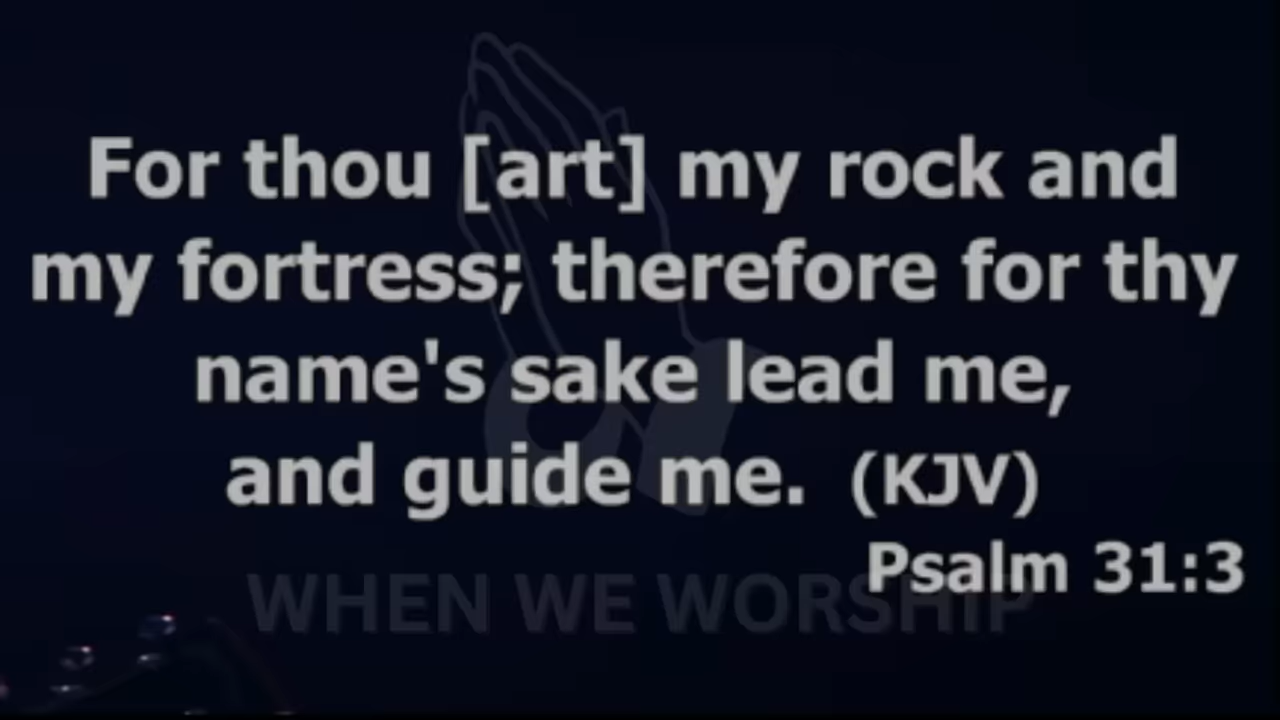 For thou [art] my rock and
my fortress; therefore for thy
name's sake lead me,
and guide me. (KJV)
Psalm 31:3
WHEN WE WORSHIP